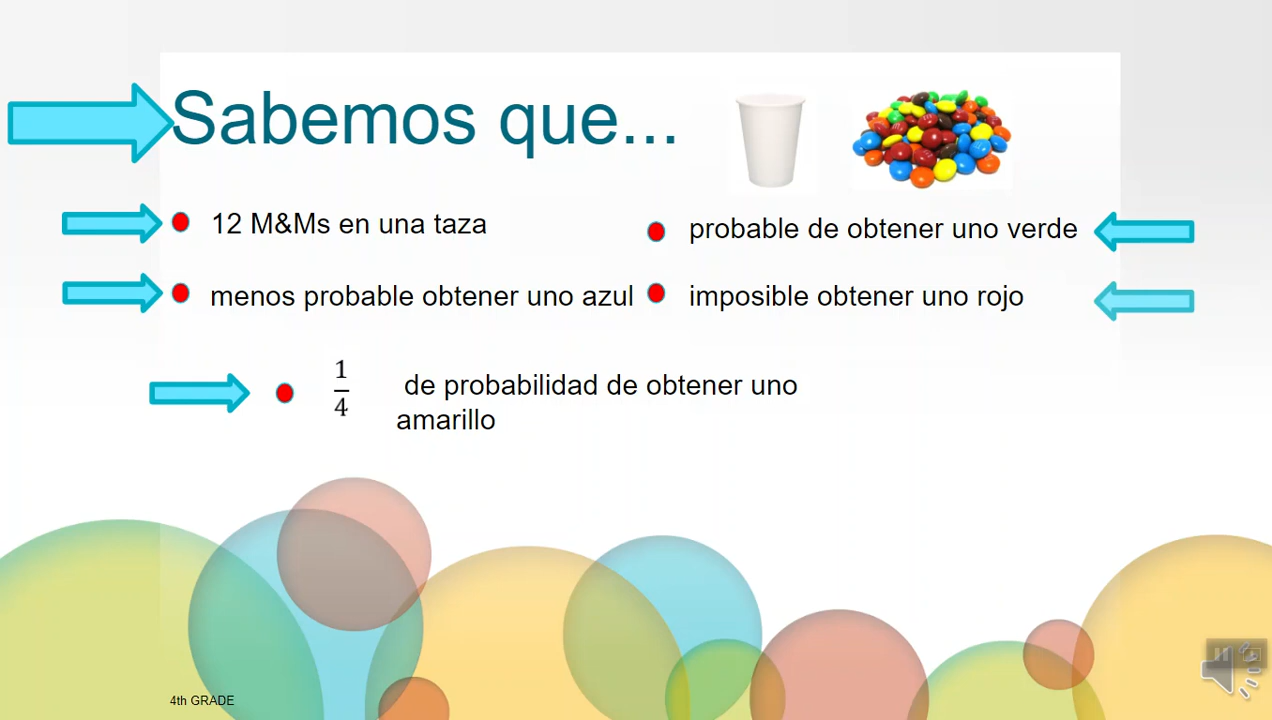 Sabemos que...
12 M&Ms en una taza
probable de obtener uno verde
menos probable obtener uno azul
imposible obtener uno rojo
1
4
de probabilidad de obtener uno
amarillo
4th GRADE